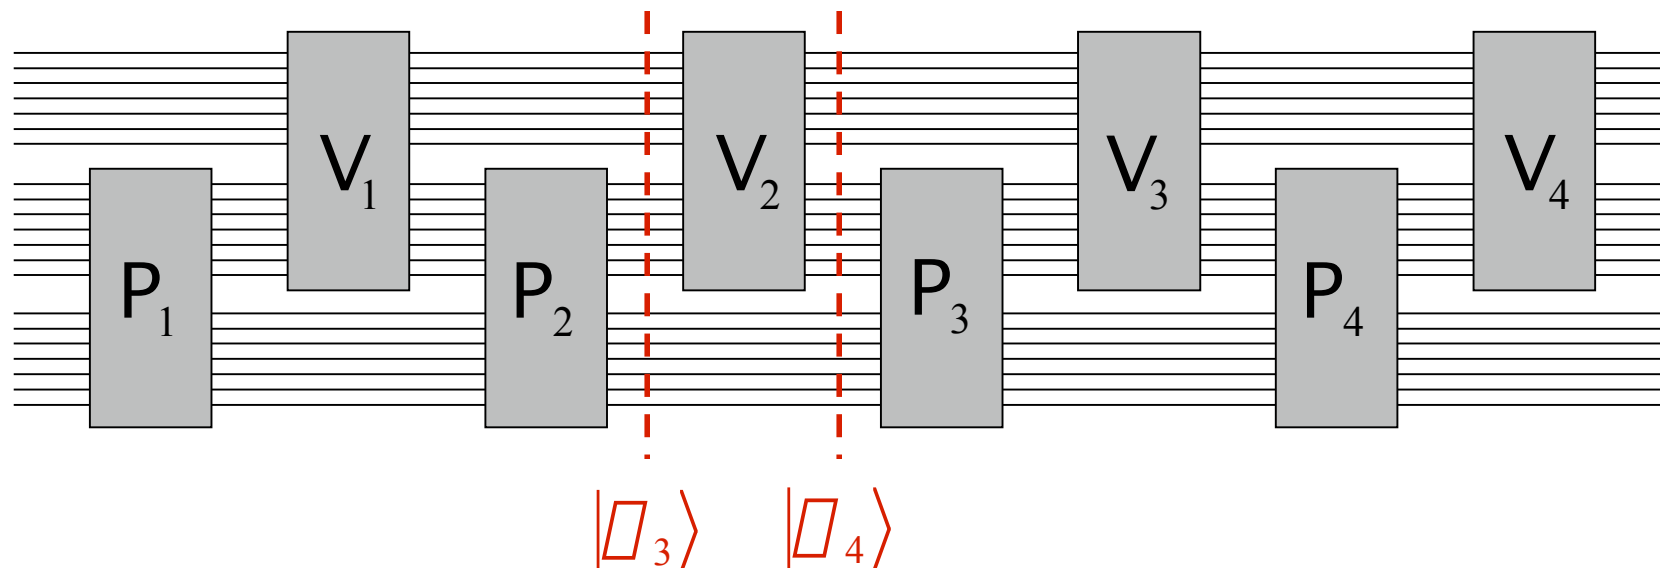 V₁ V₂ V₃ V₄
P₁ P₂ P₃ P₄
|▱₃⟩ |▱₄⟩